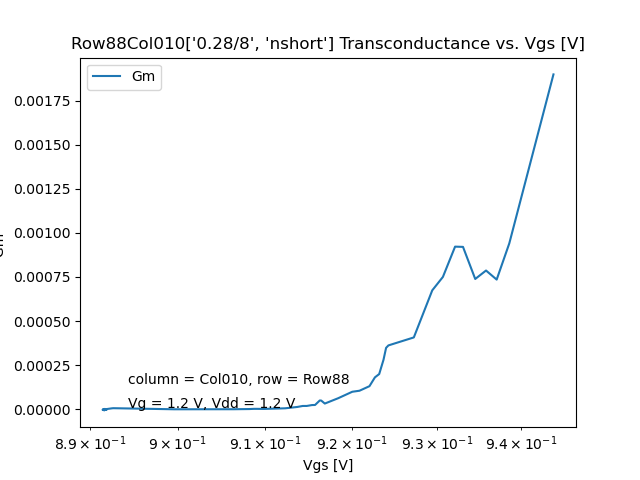 Row88Col010['0.28/8', 'nshort'] Transconductance vs. Vgs [V]
Gm
0.00175
0.00150
0.00125
0.00100
0.00075
0.00050
0.00025
0.00000
column = Col010, row = Row88
Vg = 1.2 V, Vdd = 1.2 V
8.9 × 10⁻¹ 9 × 10⁻¹ 9.1 × 10⁻¹ 9.2 × 10⁻¹ 9.3 × 10⁻¹ 9.4 × 10⁻¹
Vgs [V]